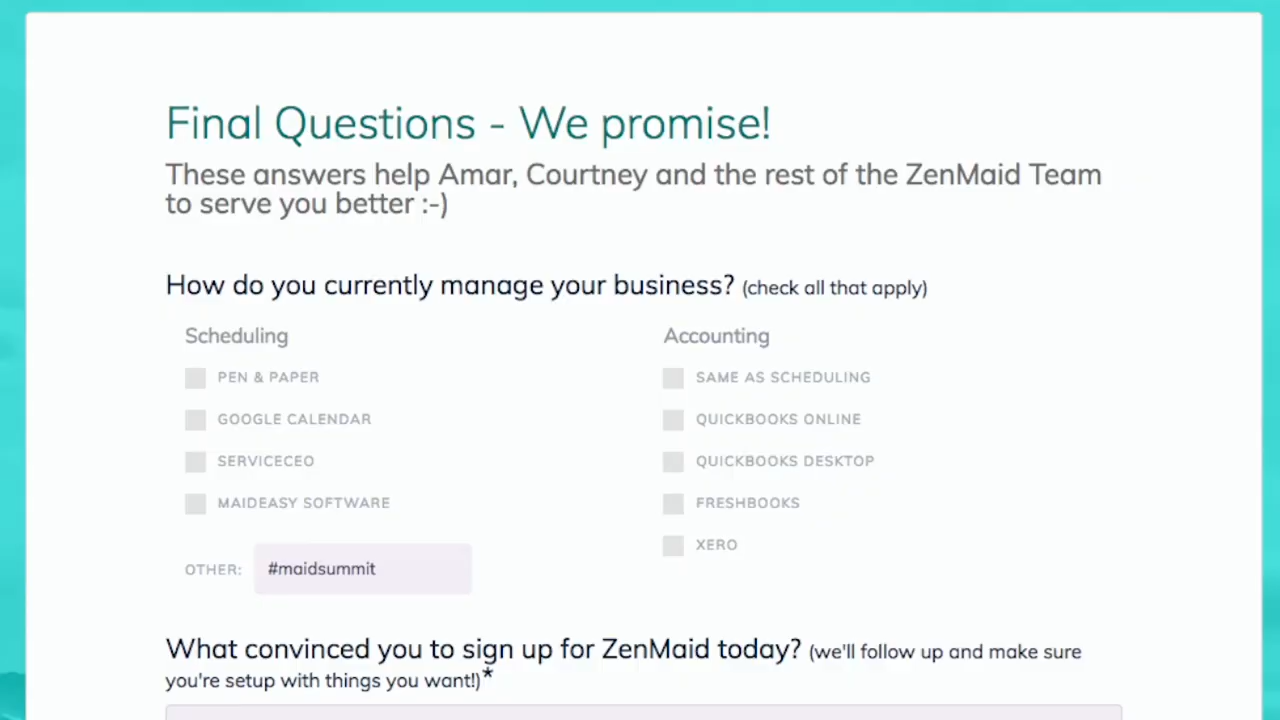 Final Questions - We promise!
These answers help Amar, Courtney and the rest of the ZenMaid Team
to serve you better :-)
How do you currently manage your business? (check all that apply)
Scheduling
PEN & PAPER
GOOGLE CALENDAR
SERVICECEO
MAIDEASY SOFTWARE
OTHER: #maidsummit
Accounting
SAME AS SCHEDULING
QUICKBOOKS ONLINE
QUICKBOOKS DESKTOP
FRESHBOOKS
XERO
What convinced you to sign up for ZenMaid today? (we'll follow up and make sure
you're setup with things you want!)*